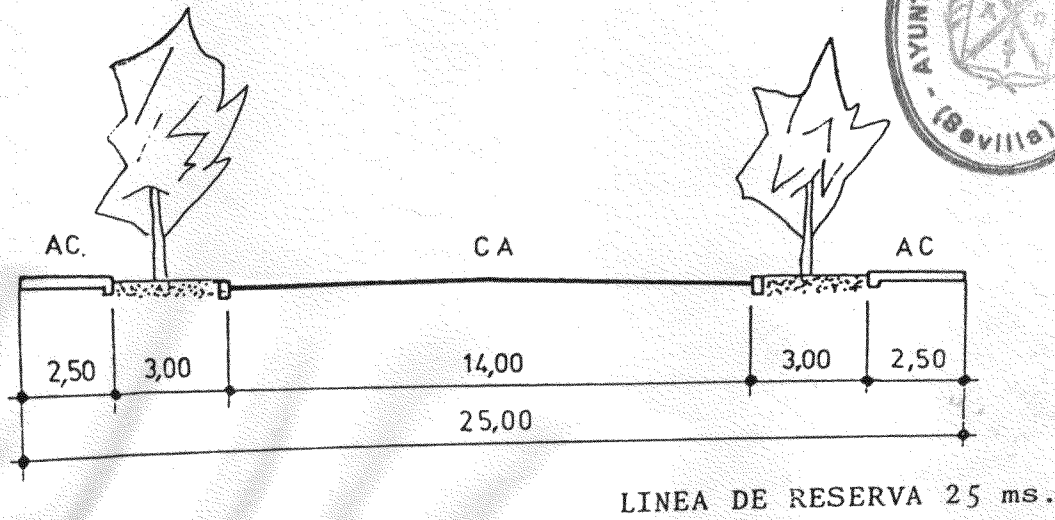 AYUN
(Sevilla)
AC. CA AC
2,50 3,00 14,00 3,00 2,50
25,00
LINEA DE RESERVA 25 ms.